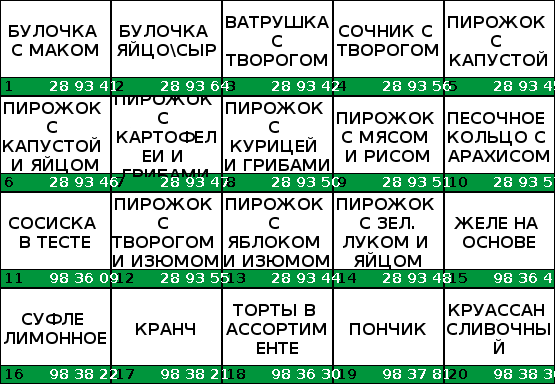 БУЛОЧКА С МАКОМ
1 28 93 41
БУЛОЧКА ЯЙЦО\СЫР
2 28 93 64
ВАТРУШКА С ТВОРОГОМ
3 28 93 42
СОЧНИК С ТВОРОГОМ
4 28 93 56
ПИРОЖОК С КАПУСТОЙ
5 28 93 45
ПИРОЖОК С КАПУСТОЙ И ЯЙЦОМ
6 28 93 46
ПИРОЖОК С КАРТОФЕЛ ЕИ И ГРИБАМИ
7 28 93 47
ПИРОЖОК С КУРИЦЕЙ И ГРИБАМИ
8 28 93 50
ПИРОЖОК С МЯСОМ И РИСОМ
9 28 93 51
ПЕСОЧНОЕ КОЛЬЦО С АРАХИСОМ
10 28 93 5
СОСИСКА В ТЕСТЕ
11 98 36 09
ПИРОЖОК С ТВОРОГОМ И ИЗЮМОМ
12 28 93 55
ПИРОЖОК С ЯБЛОКОМ И ИЗЮМОМ
13 28 93 44
ПИРОЖОК С ЗЕЛ. ЛУКОМ И ЯЙЦОМ
14 28 93 48
ЖЕЛЕ НА ОСНОВЕ
15 98 36 4
СУФЛЕ ЛИМОННОЕ
16 98 38 22
КРАНЧ
17 98 38 21
ТОРТЫ В АССОРТИМ ЕНТЕ
18 98 36 30
ПОНЧИК
19 98 37 81
КРУАССАН СЛИВОЧНЫ Й
20 98 38 3